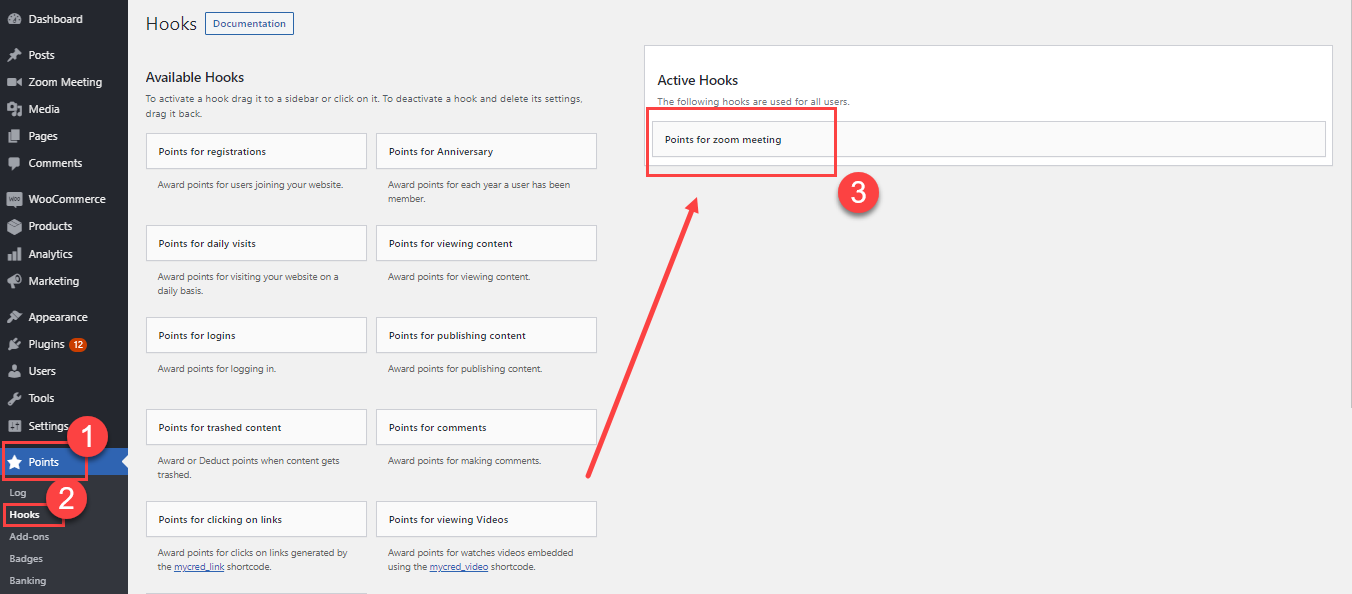 Dashboard
Posts
Zoom Meeting
Media
Pages
Comments
WooCommerce
Products
Analytics
Marketing
Appearance
Plugins 12
Users
Tools
Settings
1
Points
Log
2
Hooks
Add-ons
Badges
Banking
Hooks Documentation
Available Hooks
To activate a hook drag it to a sidebar or click on it. To deactivate a hook and delete its settings,
drag it back.
Points for registrations
Award points for users joining your website.
Points for Anniversary
Award points for each year a user has been
member.
Points for daily visits
Award points for visiting your website on a
daily basis.
Points for viewing content
Award points for viewing content.
Points for logins
Award points for logging in.
Points for publishing content
Award points for publishing content.
Points for trashed content
Award or Deduct points when content gets
trashed.
Points for comments
Award points for making comments.
Points for clicking on links
Award points for clicks on links generated by
the mycred_link shortcode.
Points for viewing Videos
Award points for watches videos embedded
using the mycred_video shortcode.
Active Hooks
The following hooks are used for all users.
Points for zoom meeting
3